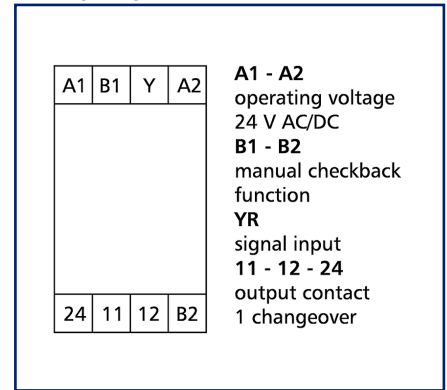 A1 B1 Y A2
24 11 12 B2
A1 - A2
operating voltage
24 V AC/DC
B1 - B2
manual checkback
function
YR
signal input
11 - 12 - 24
output contact
1 changeover